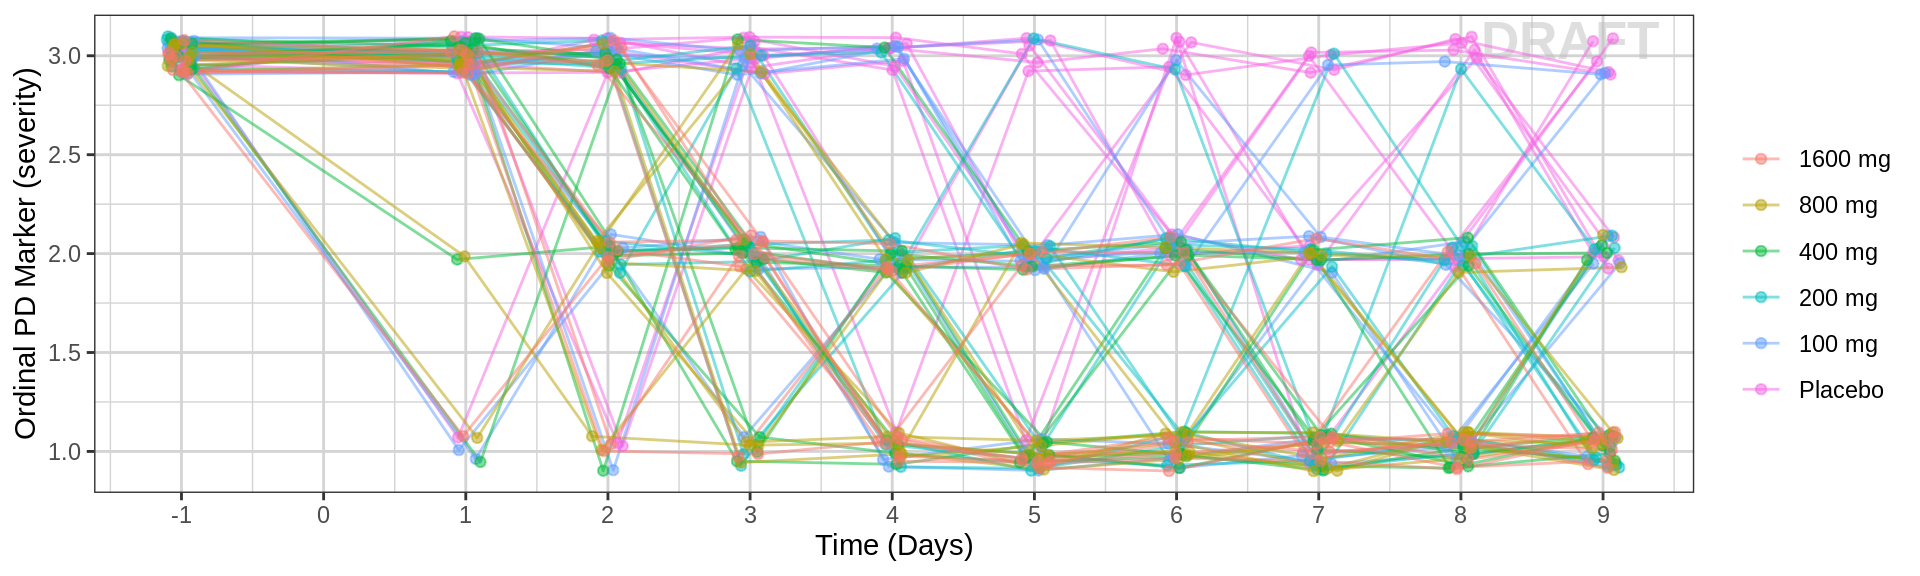 DRAFT
Ordinal PD Marker (severity)
3.0
2.5
2.0
1.5
1.0
-1 0 1 2 3 4 5 6 7 8 9
Time (Days)
1600 mg
800 mg
400 mg
200 mg
100 mg
Placebo